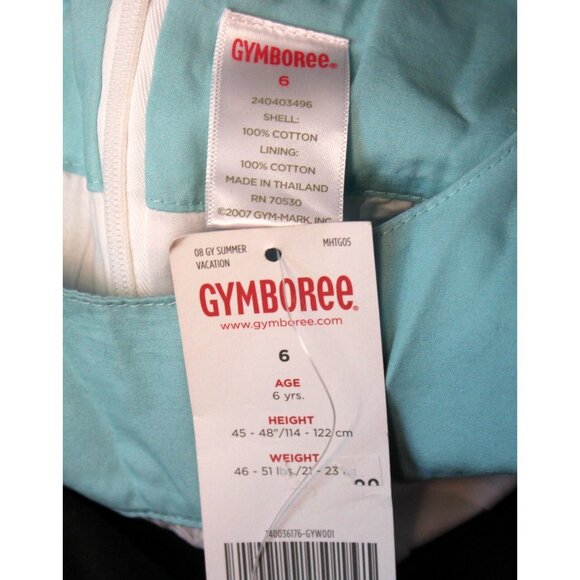 GYMBOREE®
6
240403496
SHELL:
100% COTTON
LINING:
100% COTTON
MADE IN THAILAND
RN 70530
©2007 GYM-MARK, INC.
08 GY SUMMER
VACATION
MHTG05
GYMBOREE®
www.gymboree.com
6
AGE
6 yrs.
HEIGHT
45 - 48"/114 - 122 cm
WEIGHT
46 - 51 lbs./21 - 23
140036176-GYW001